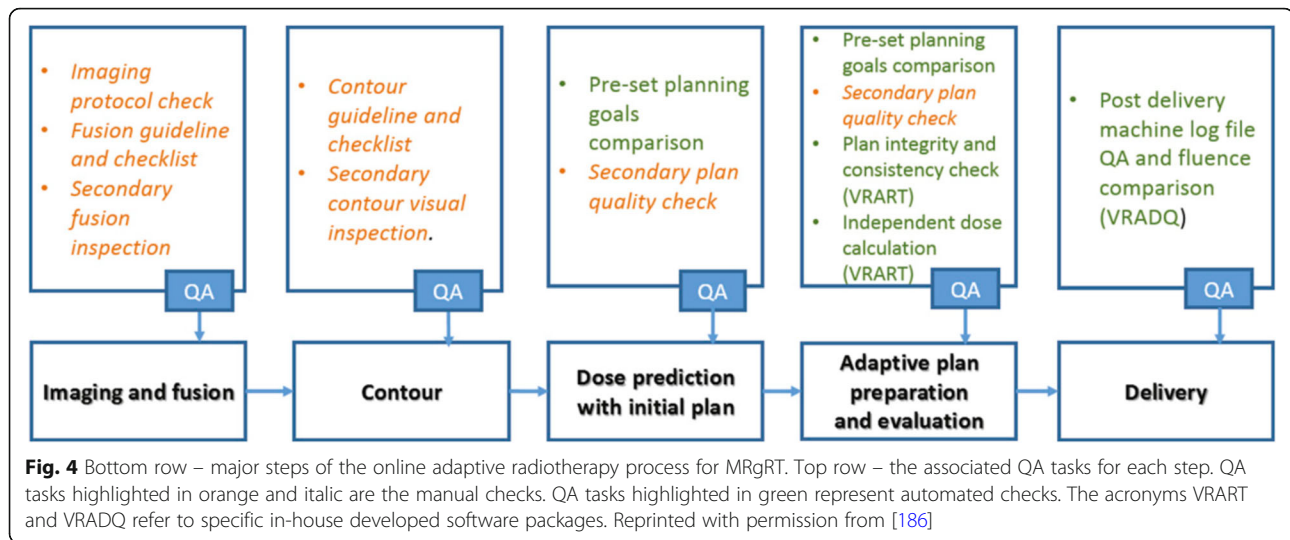 • Imaging
protocol check
• Fusion guideline
and checklist
• Secondary
fusion
inspection
QA
• Contour
guideline and
checklist
• Secondary
contour visual
inspection.
QA
• Pre-set planning
goals
comparison
• Secondary plan
quality check
QA
• Pre-set planning
goals comparison
• Secondary plan
quality check
• Plan integrity and
consistency check
(VRART)
• Independent dose
calculation
(VRART)
QA
• Post delivery
machine log file
QA and fluence
comparison
(VRADQ)
QA
Imaging and fusion
Contour
Dose prediction
with initial plan
Adaptive plan
preparation
and evaluation
Delivery
Fig. 4 Bottom row – major steps of the online adaptive radiotherapy process for MRgRT. Top row – the associated QA tasks for each step. QA
tasks highlighted in orange and italic are the manual checks. QA tasks highlighted in green represent automated checks. The acronyms VRART
and VRADQ refer to specific in-house developed software packages. Reprinted with permission from [186]